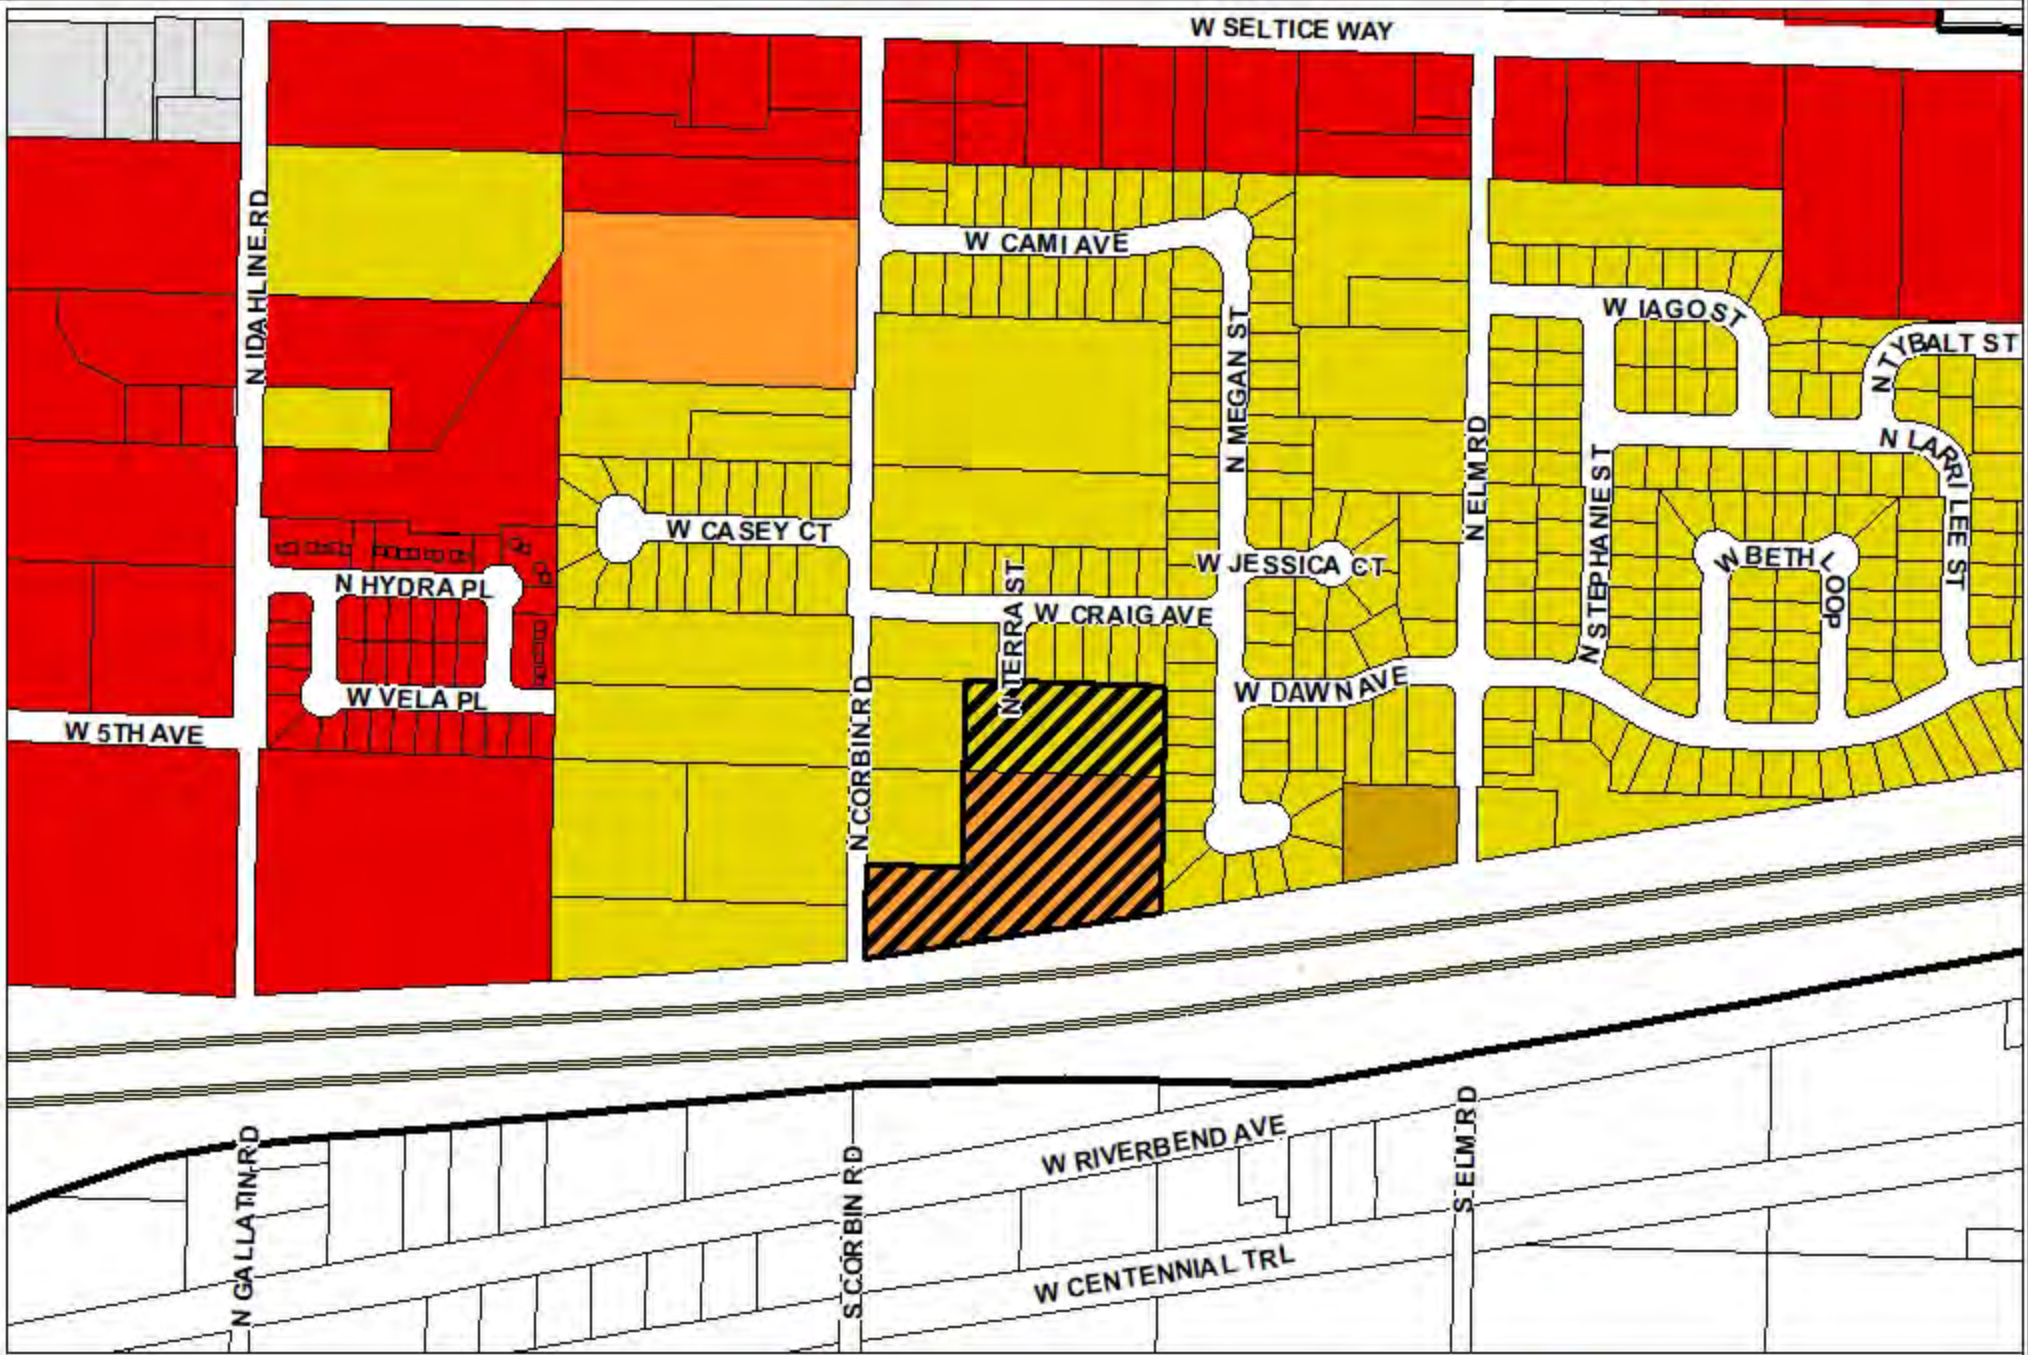 W SELTICE WAY
N IDAHLINE RD
W CAMI AVE
W IAGO ST
N TYBALT ST
N MEGAN ST
N ELM RD
N LARRI LEE ST
N STEPHANIE ST
W CASEY CT
W JESSICA CT
W BETH LOOP
N HYDRA PL
N TERRA ST
W CRAIG AVE
W VELA PL
W DAWN AVE
W 5TH AVE
N CORBIN RD
N GALLATIN RD
S CORBIN RD
W RIVERBEND AVE
S ELM RD
W CENTENNIAL TRL